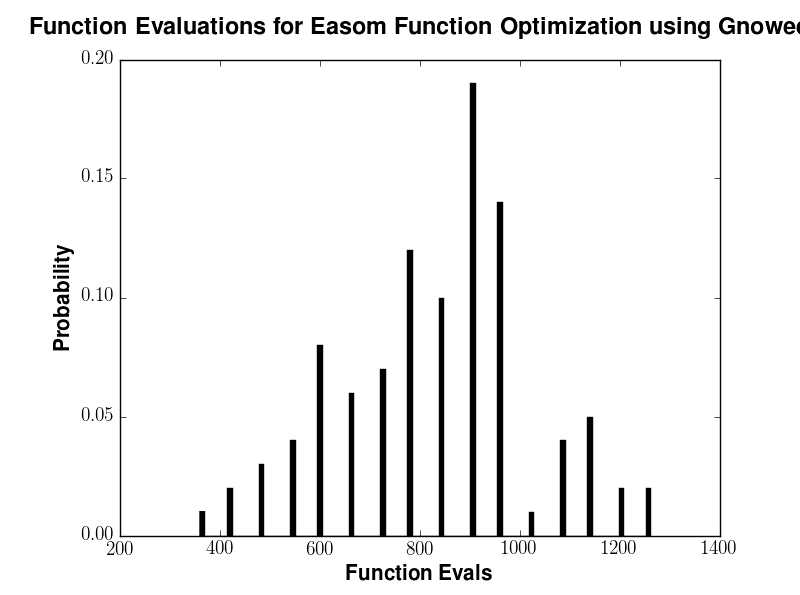 Function Evaluations for Easom Function Optimization using
0.20
0.15
0.10
0.05
0.00
Probability
200 400 600 800 1000 1200 1400
Function Evals